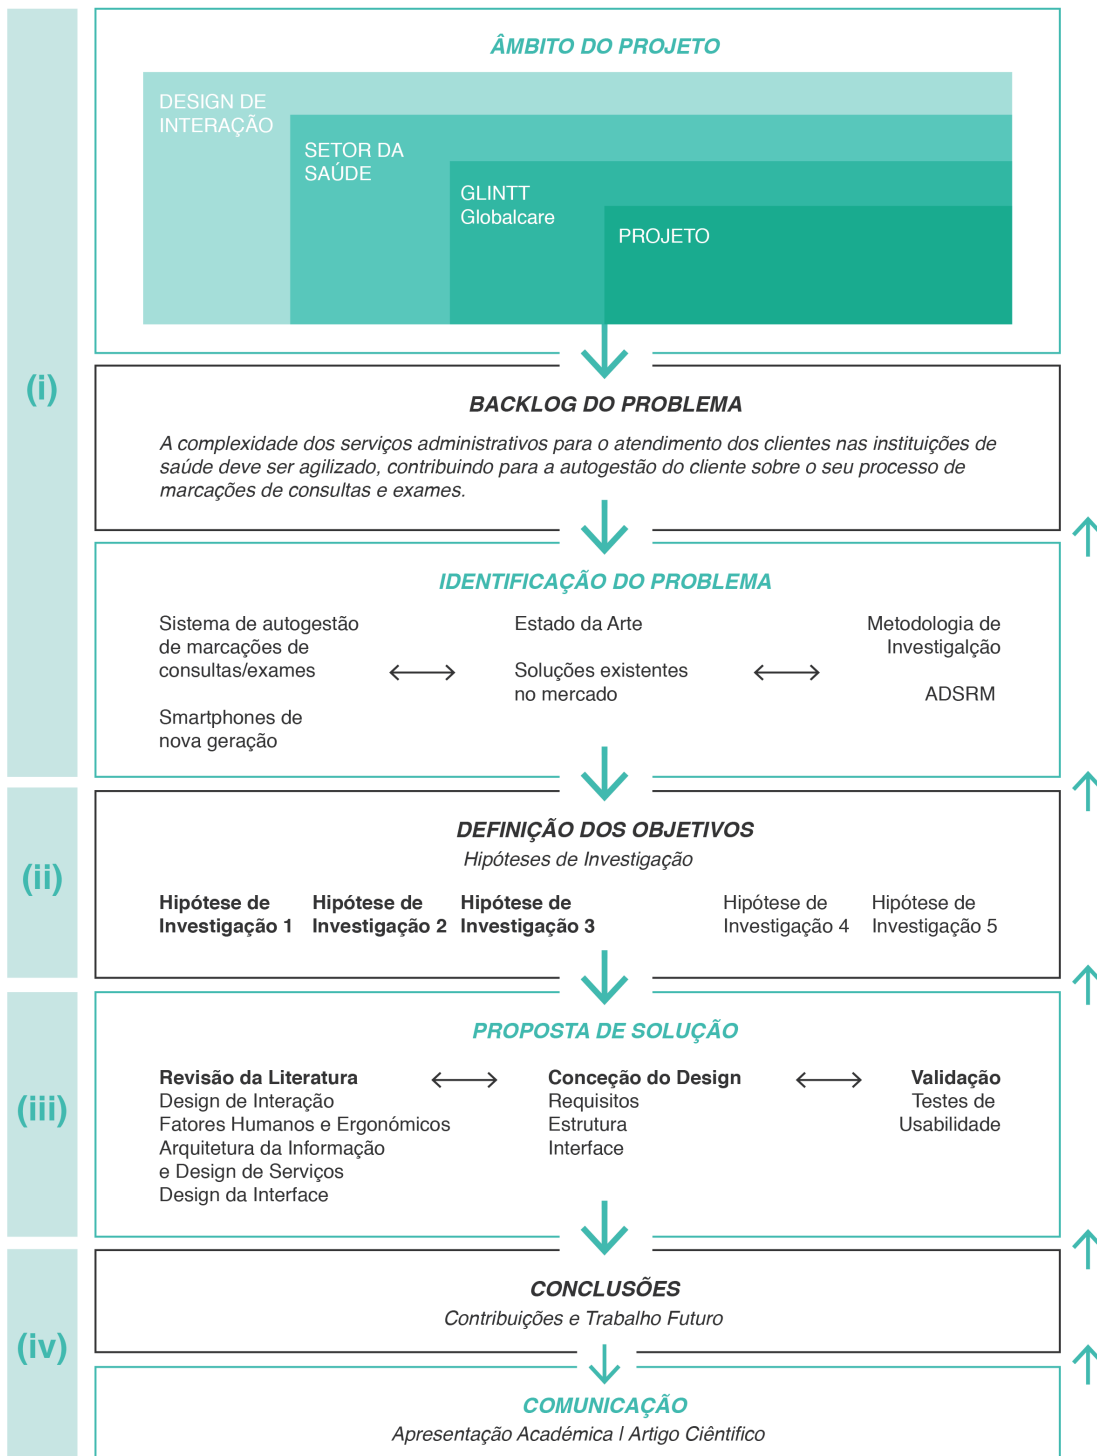 ÂMBITO DO PROJETO
DESIGN DE
INTERAÇÃO
SETOR DA
SAÚDE
GLINTT
Globalcare
PROJETO
(i)
BACKLOG DO PROBLEMA
A complexidade dos serviços administrativos para o atendimento dos clientes nas instituições de
saúde deve ser agilizado, contribuindo para a autogestão do cliente sobre o seu processo de
marcações de consultas e exames.
IDENTIFICAÇÃO DO PROBLEMA
Sistema de autogestão
de marcações de
consultas/exames
Smartphones de
nova geração
Estado da Arte
Soluções existentes
no mercado
Metodologia de
Investigalção
ADSRM
(ii)
DEFINIÇÃO DOS OBJETIVOS
Hipóteses de Investigação
Hipótese de
Investigação 1
Hipótese de
Investigação 2
Hipótese de
Investigação 3
Hipótese de
Investigação 4
Hipótese de
Investigação 5
(iii)
PROPOSTA DE SOLUÇÃO
Revisão da Literatura
Design de Interação
Fatores Humanos e Ergonómicos
Arquitetura da Informação
e Design de Serviços
Design da Interface
Conceção do Design
Requisitos
Estrutura
Interface
Validação
Testes de
Usabilidade
(iv)
CONCLUSÕES
Contribuições e Trabalho Futuro
COMUNICAÇÃO
Apresentação Académica | Artigo Ciêntifico